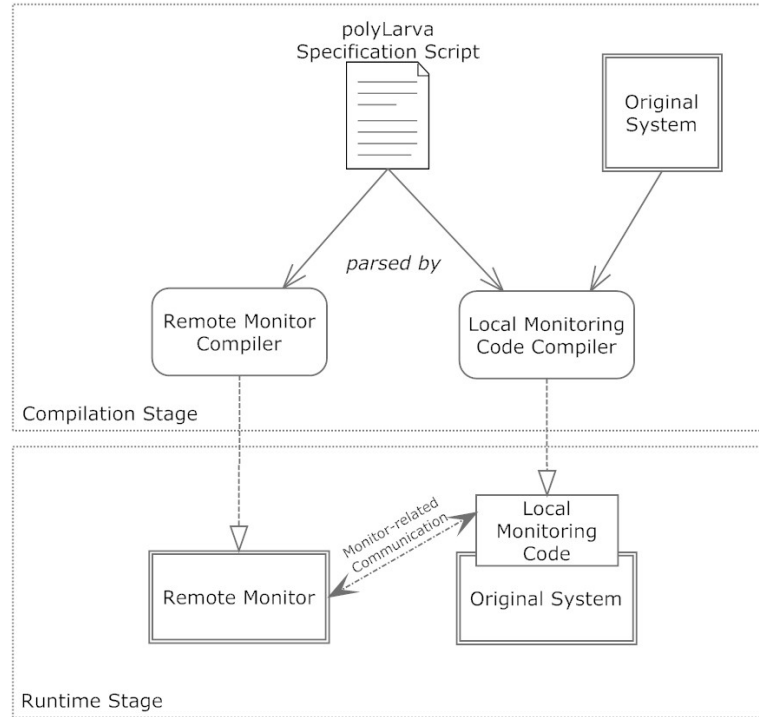 polyLarva
Specification Script
Original
System
parsed by
Remote Monitor
Compiler
Local Monitoring
Code Compiler
Compilation Stage
Monitor-related
Communication
Local
Monitoring
Code
Remote Monitor
Original System
Runtime Stage